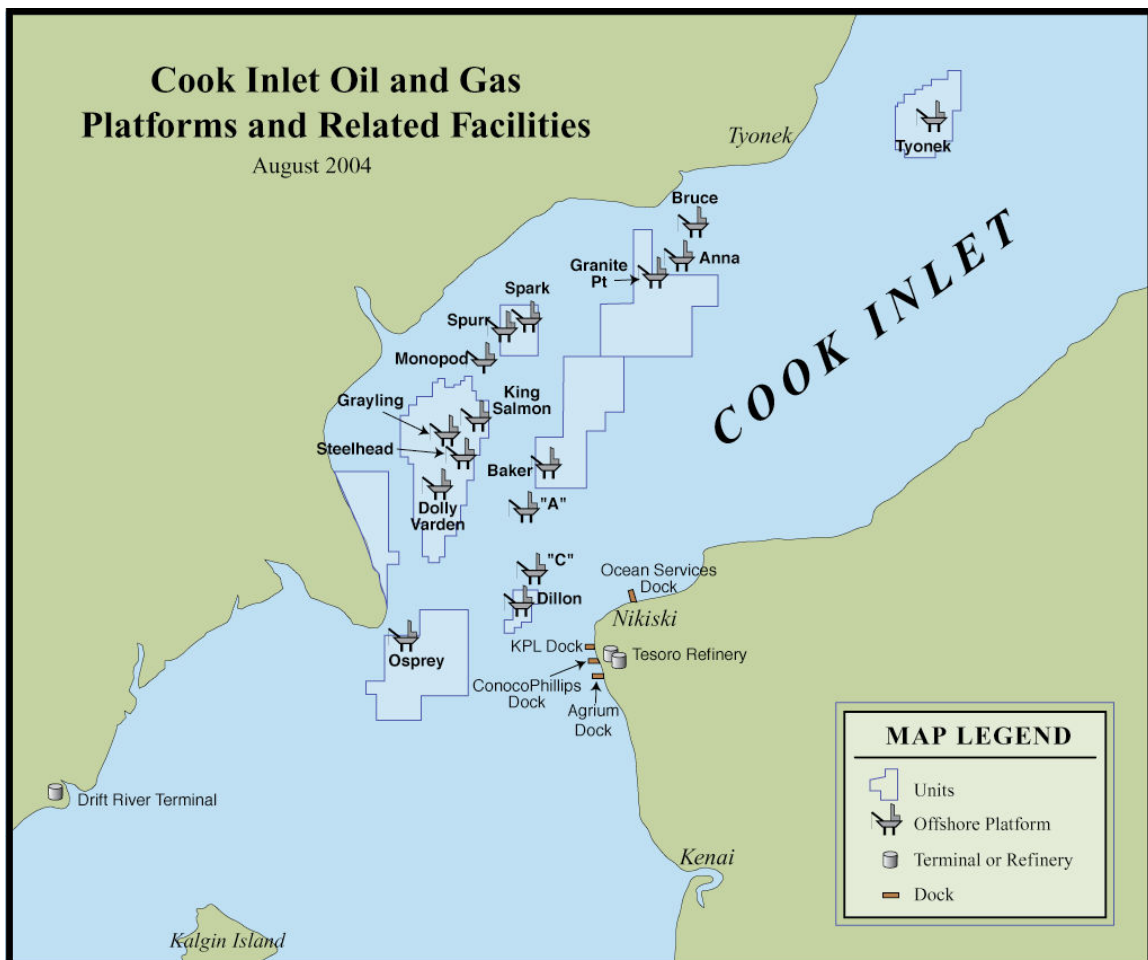 Cook Inlet Oil and Gas
Platforms and Related Facilities
August 2004
Tyonek
Tyonek
Bruce
Anna
Granite
Pt
Spark
Spurr
Monopod
King
Salmon
Grayling
Steelhead
Baker
Dolly
Varden
"A"
"C"
Dillon
Osprey
COOK INLET
Ocean Services
Dock
Nikiski
KPL Dock
Tesoro Refinery
ConocoPhillips
Dock
Agrium
Dock
Drift River Terminal
Kenai
Kalgin Island
MAP LEGEND
Units
Offshore Platform
Terminal or Refinery
Dock